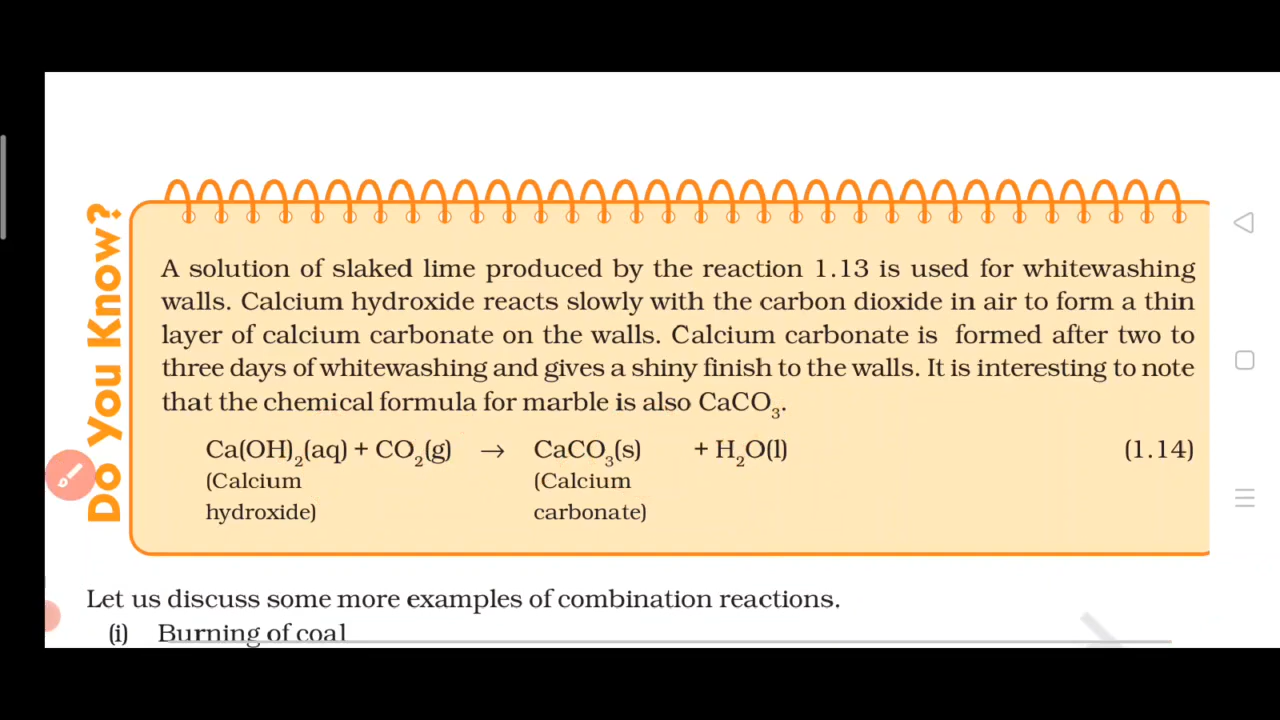 Do You Know?
A solution of slaked lime produced by the reaction 1.13 is used for whitewashing
walls. Calcium hydroxide reacts slowly with the carbon dioxide in air to form a thin
layer of calcium carbonate on the walls. Calcium carbonate is formed after two to
three days of whitewashing and gives a shiny finish to the walls. It is interesting to note
that the chemical formula for marble is also CaCO₃.
Ca(OH)₂(aq) + CO₂(g) → CaCO₃(s) + H₂O(l) (1.14)
(Calcium (Calcium
hydroxide) carbonate)
Let us discuss some more examples of combination reactions.
(i) Burning of coal